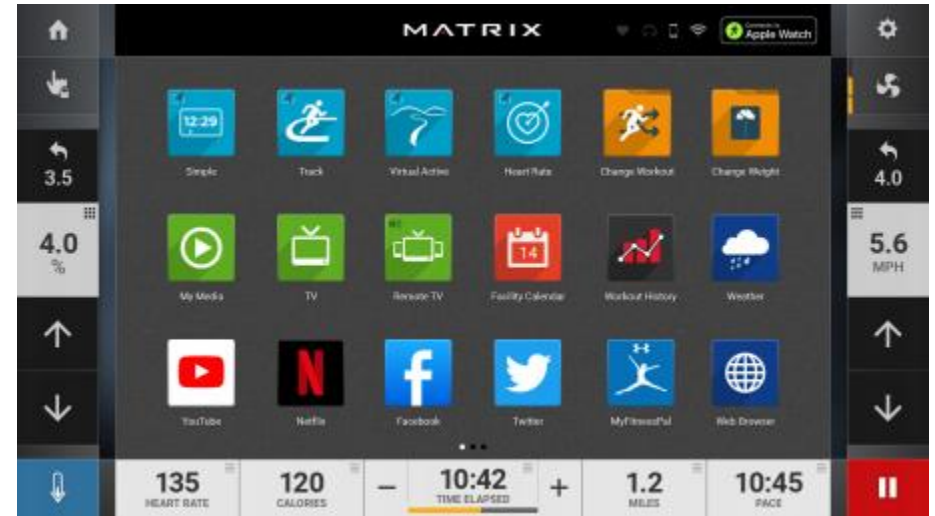 MATRIX
Connects to
Apple Watch
3.5
4.0
4.0
%
5.6
MPH
12:29
Simple
Track
Virtual Active
Heart Rate
Change Workout
Change Weight
My Media
TV
Remote TV
14
Facility Calendar
Workout History
Weather
YouTube
N
Netflix
f
Facebook
Twitter
MyFitnessPal
Web Browser
135
HEART RATE
120
CALORIES
10:42
TIME ELAPSED
1.2
MILES
10:45
PACE